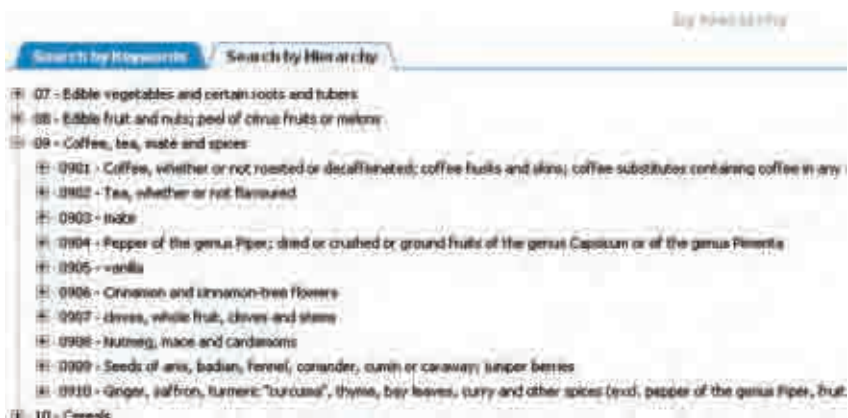 by Hierarchy
Search by Keywords Search by Hierarchy
07 - Edible vegetables and certain roots and tubers
08 - Edible fruit and nuts; peel of citrus fruits or melons
09 - Coffee, tea, maté and spices
0901 - Coffee, whether or not roasted or decaffeinated; coffee husks and skins; coffee substitutes containing coffee in any
0902 - Tea, whether or not flavoured
0903 - mate
0904 - Pepper of the genus Piper; dried or crushed or ground fruits of the genus Capsicum or of the genus Pimenta
0905 - vanilla
0906 - Cinnamon and cinnamon-tree flowers
0907 - cloves, whole fruit, cloves and stems
0908 - Nutmeg, mace and cardamoms
0909 - Seeds of anis, badian, fennel, coriander, cumin or caraway; juniper berries
0910 - Ginger, saffron, turmeric "curcuma", thyme, bay leaves, curry and other spices (excl. pepper of the genus Piper, fruit
10 - Cereals